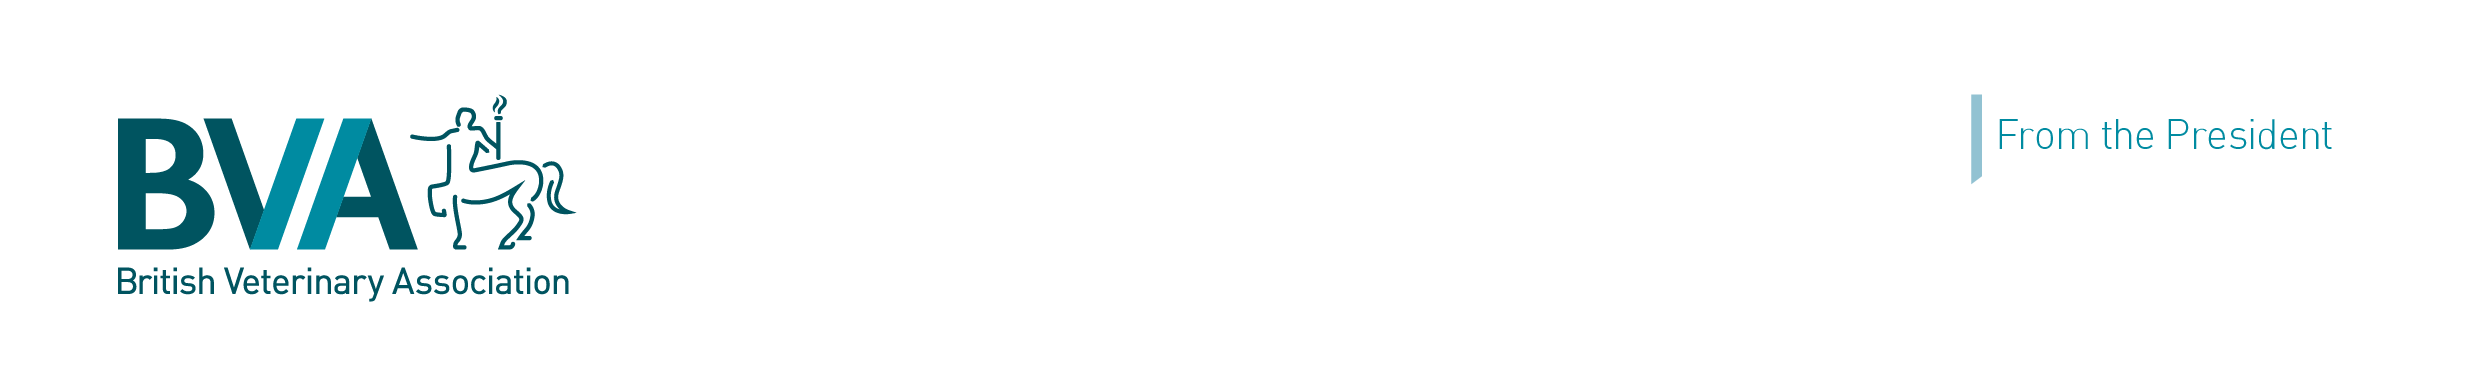 BVA
British Veterinary Association
From the President